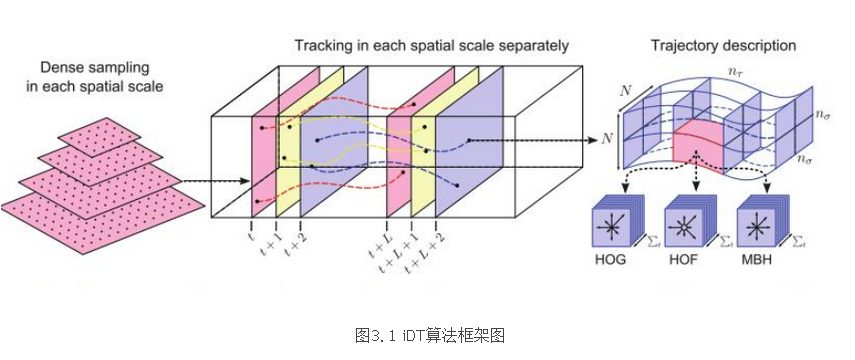 Dense sampling
in each spatial scale
Tracking in each spatial scale separately
t
t+1
t+2
t+L
t+L+1
t+L+2
Trajectory description
N
N
nτ
nσ
nσ
Σt
Σt
Σt
HOG
HOF
MBH
图3.1 iDT算法框架图